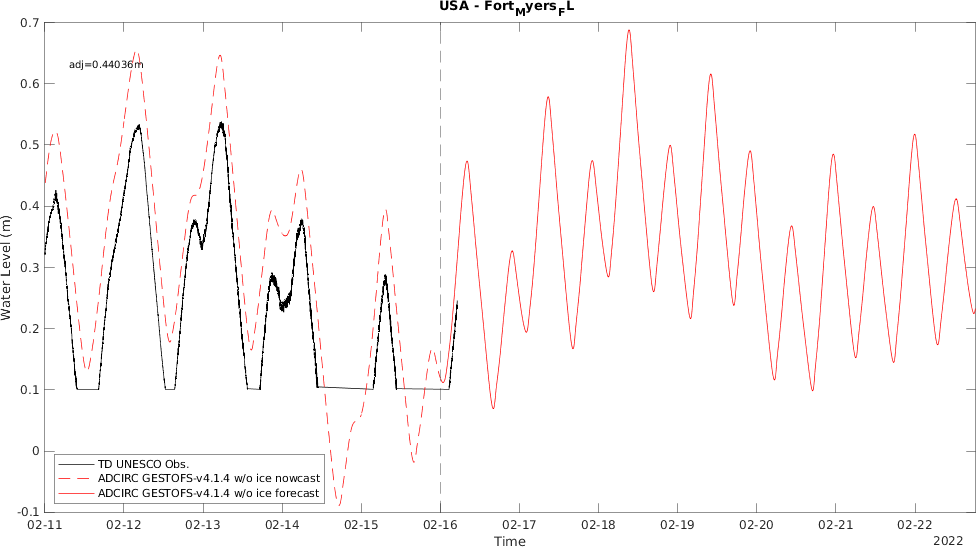 USA - FortMyersFL
0.7
0.6
0.5
0.4
0.3
0.2
0.1
0
-0.1
Water Level (m)
adj=0.44036m
TD UNESCO Obs.
ADCIRC GESTOFS-v4.1.4 w/o ice nowcast
ADCIRC GESTOFS-v4.1.4 w/o ice forecast
02-11 02-12 02-13 02-14 02-15 02-16 02-17 02-18 02-19 02-20 02-21 02-22
Time
2022